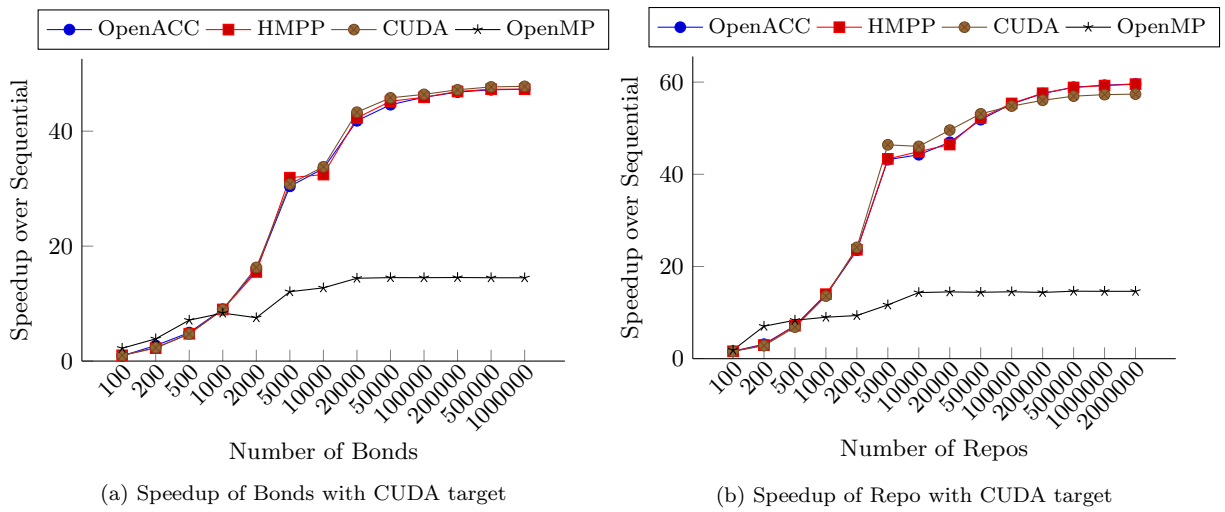 OpenACC HMPP CUDA OpenMP
Speedup over Sequential
40
20
0
100 200 500 1000 2000 5000 10000 20000 50000 100000 200000 500000 1000000
Number of Bonds
(a) Speedup of Bonds with CUDA target
OpenACC HMPP CUDA OpenMP
Speedup over Sequential
60
40
20
0
100 200 500 1000 2000 5000 10000 20000 50000 100000 200000 500000 1000000 2000000
Number of Repos
(b) Speedup of Repo with CUDA target